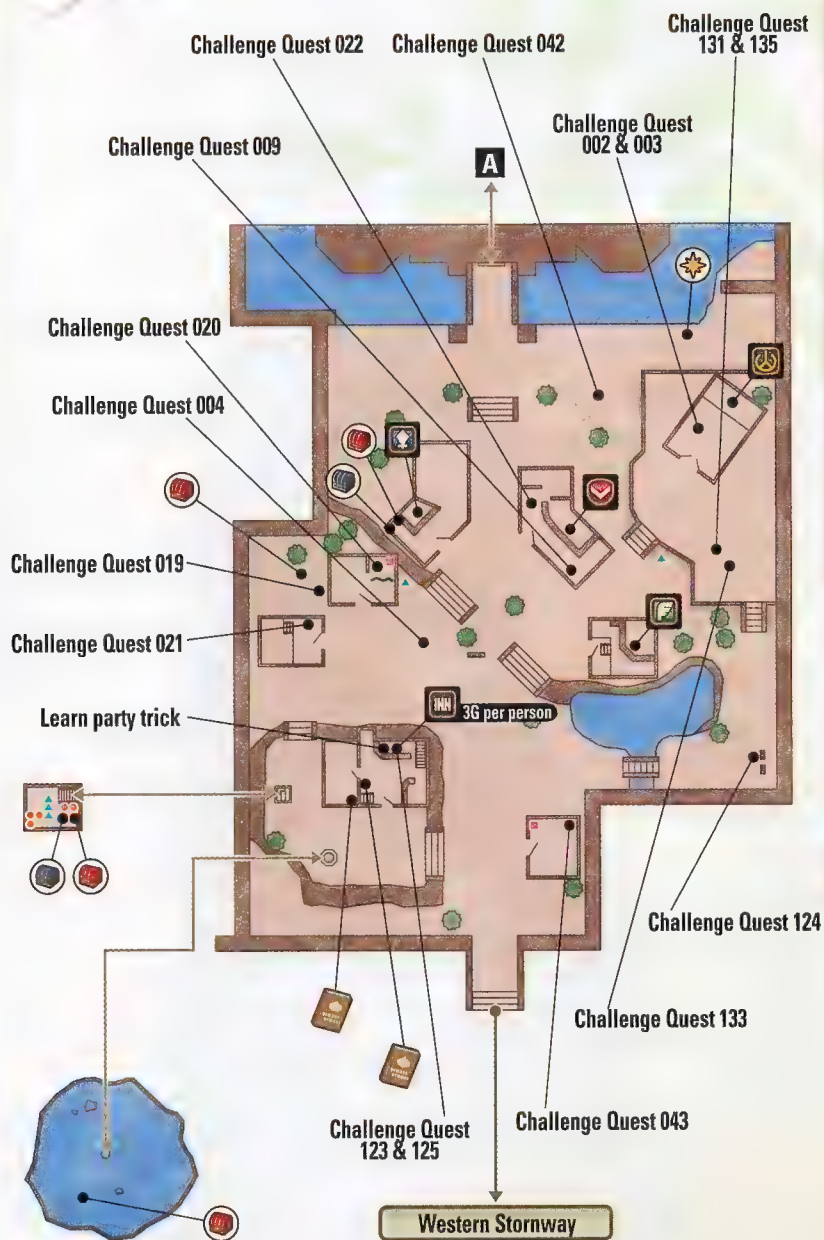 Challenge Quest 022
Challenge Quest 042
Challenge Quest
131 & 135
Challenge Quest 009
Challenge Quest
002 & 003
A
Challenge Quest 020
Challenge Quest 004
Challenge Quest 019
Challenge Quest 021
Learn party trick
INN
3G per person
Challenge Quest 124
Challenge Quest 133
Challenge Quest
123 & 125
Challenge Quest 043
Western Stornway